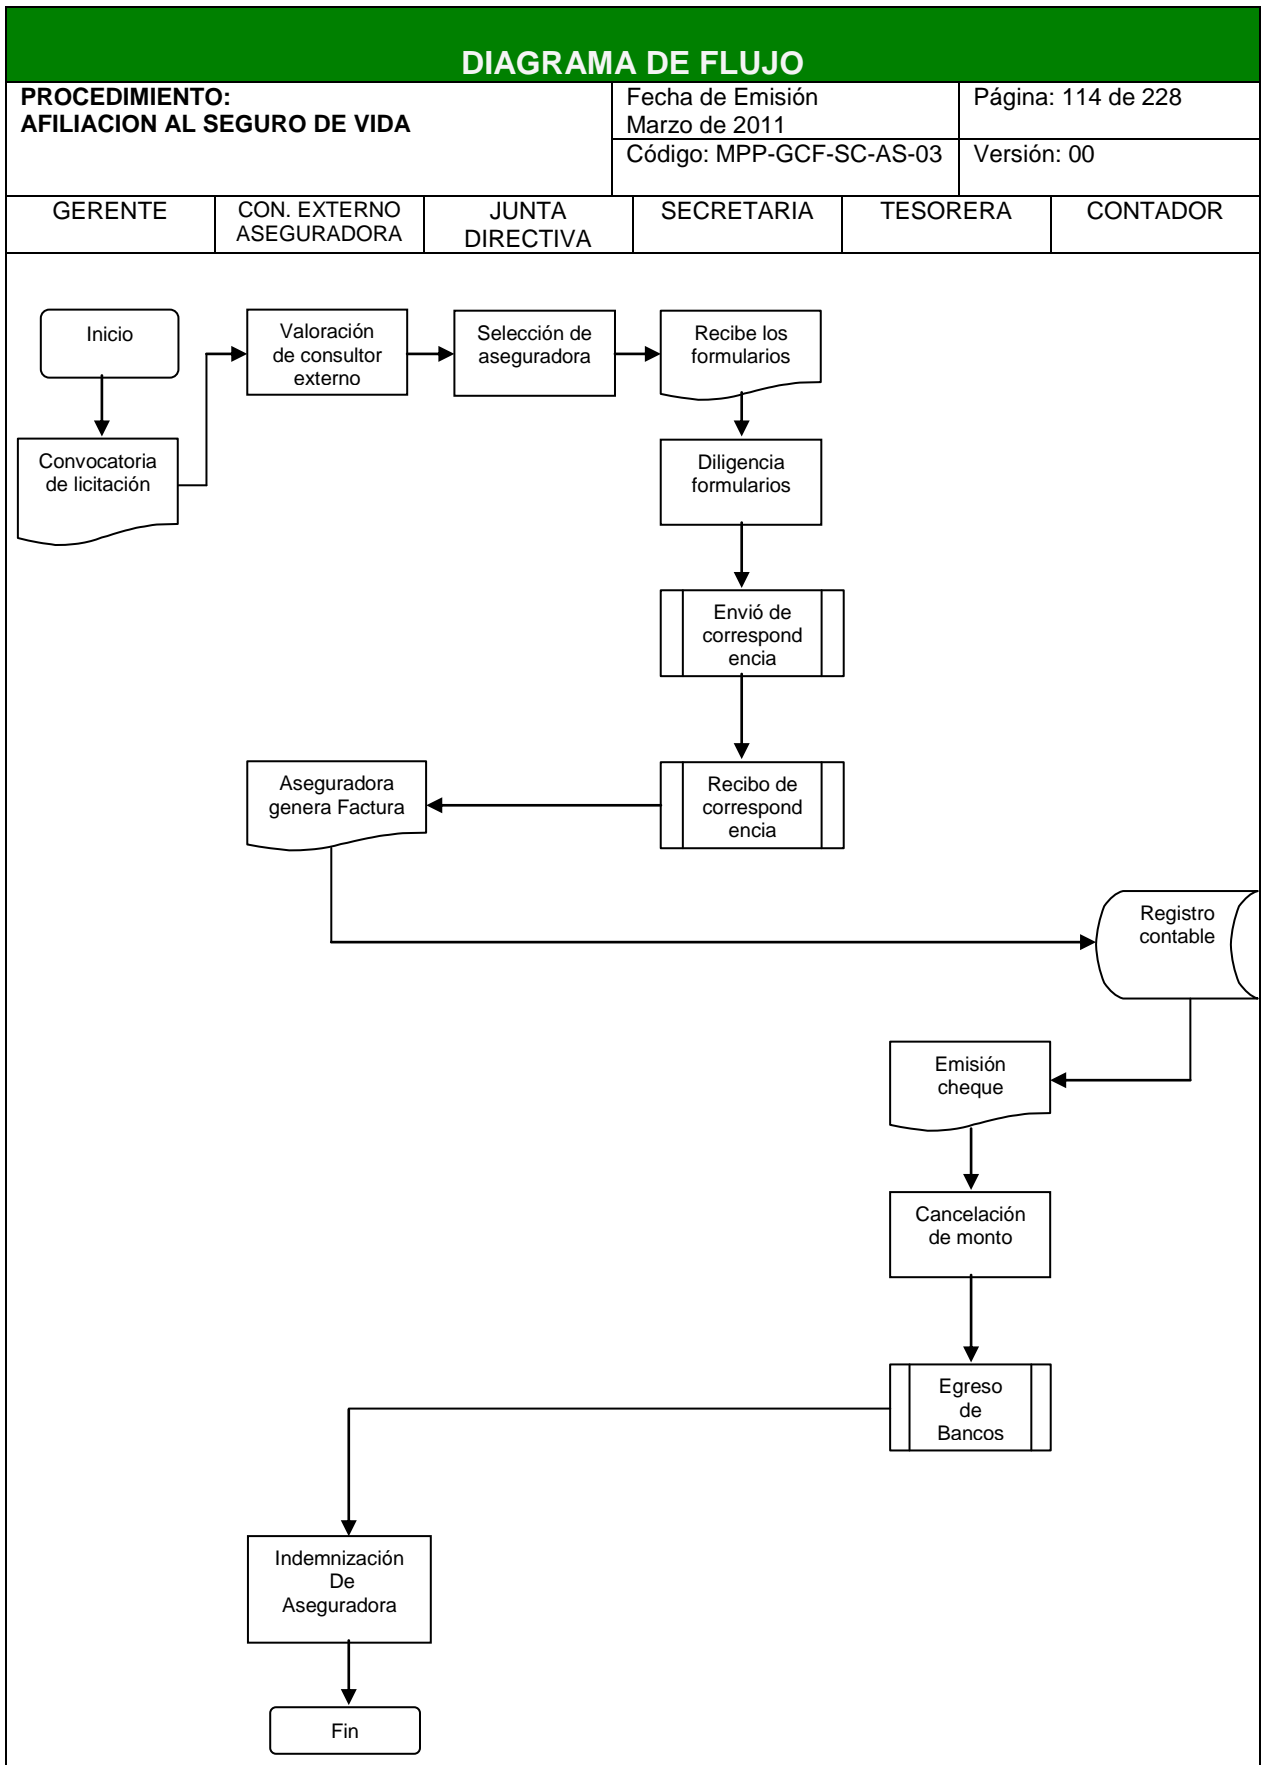 DIAGRAMA DE FLUJO
PROCEDIMIENTO:
AFILIACION AL SEGURO DE VIDA
Fecha de Emisión
Marzo de 2011
Página: 114 de 228
Código: MPP-GCF-SC-AS-03
Versión: 00
GERENTE
CON. EXTERNO
ASEGURADORA
JUNTA
DIRECTIVA
SECRETARIA
TESORERA
CONTADOR
Inicio
Valoración
de consultor
externo
Selección de
aseguradora
Recibe los
formularios
Convocatoria
de licitación
Diligencia
formularios
Envió de
correspond
encia
Aseguradora
genera Factura
Recibo de
correspond
encia
Registro
contable
Emisión
cheque
Cancelación
de monto
Egreso
de
Bancos
Indemnización
De
Aseguradora
Fin